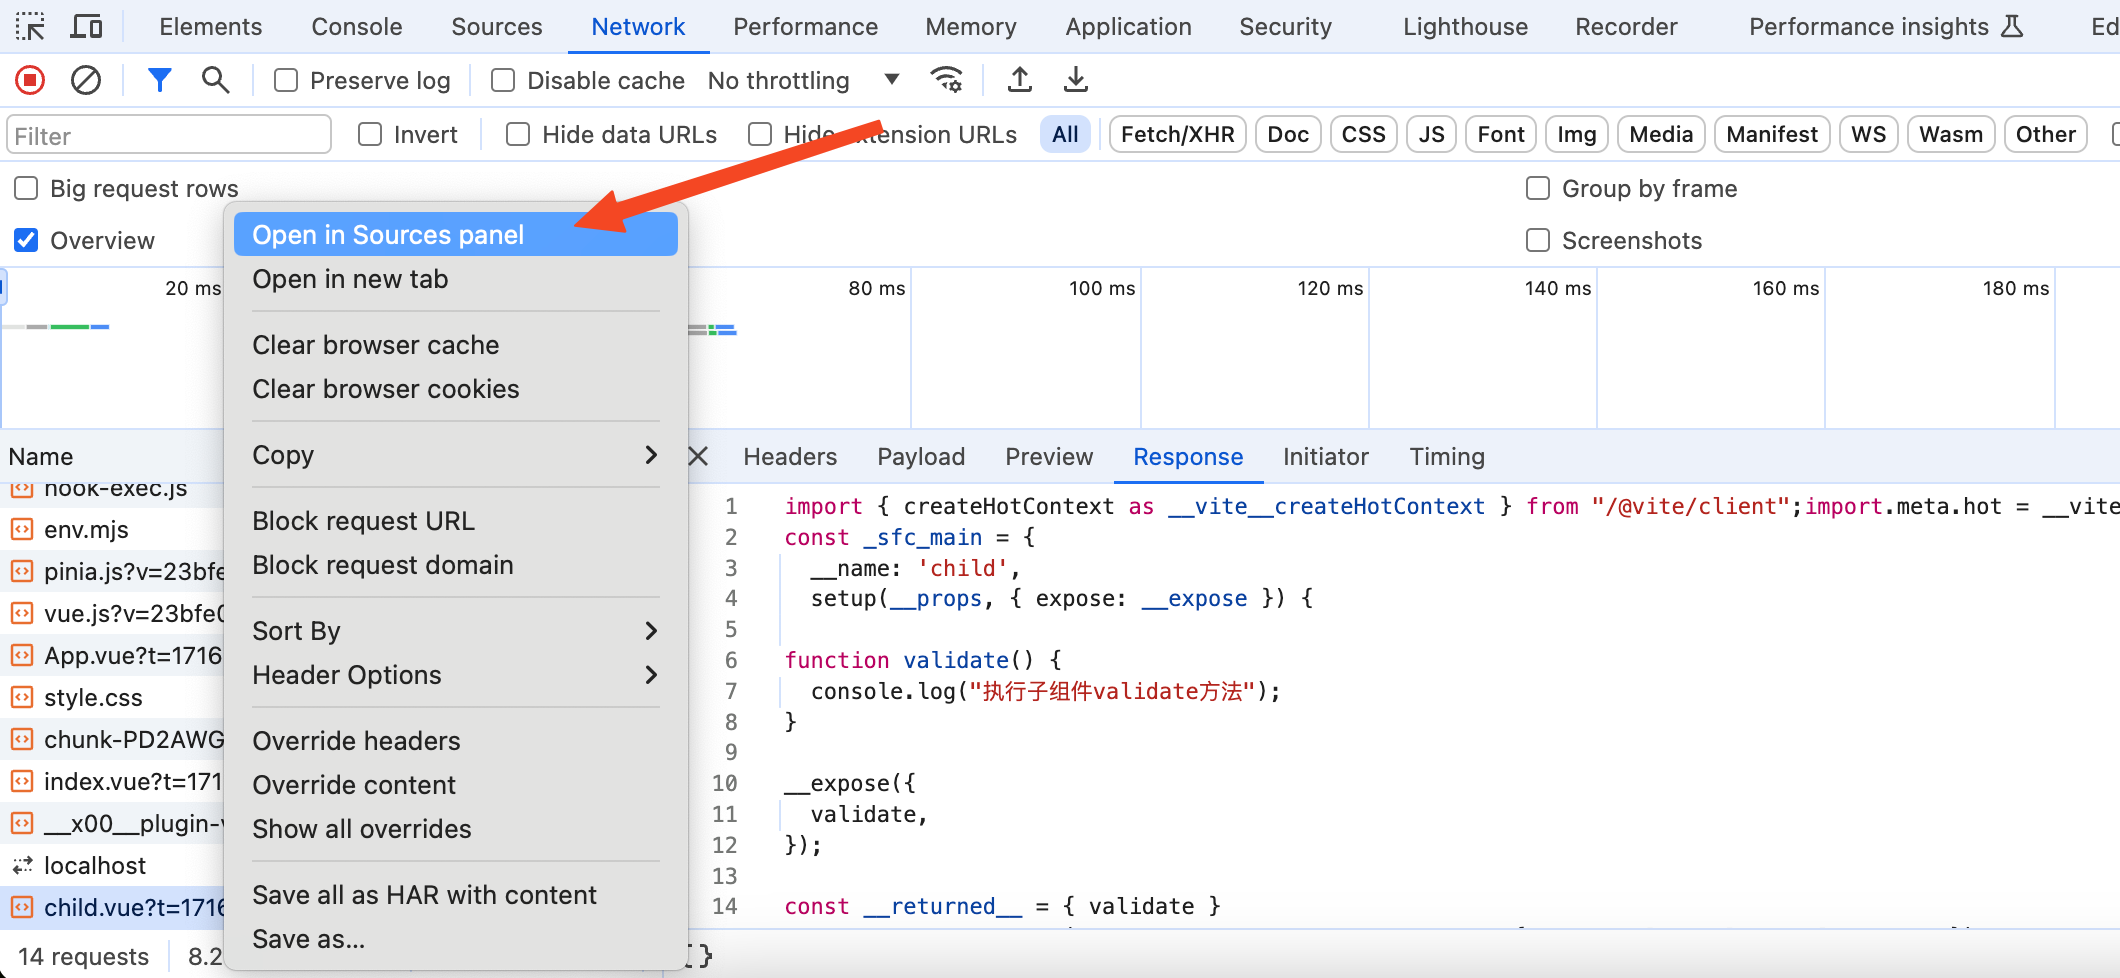 Elements Console Sources Network Performance Memory Application Security Lighthouse Recorder Performance insights Ed
Preserve log Disable cache No throttling
Filter Invert Hide data URLs Hide extension URLs All Fetch/XHR Doc CSS JS Font Img Media Manifest WS Wasm Other
Big request rows Group by frame
Overview Screenshots
Open in Sources panel
Open in new tab
Clear browser cache
Clear browser cookies
Copy
Block request URL
Block request domain
Sort By
Header Options
Override headers
Override content
Show all overrides
Save all as HAR with content
Save as...
20 ms 80 ms 100 ms 120 ms 140 ms 160 ms 180 ms
Name
hook-exec.js
env.mjs
pinia.js?v=23bfe
vue.js?v=23bfe0
App.vue?t=1716
style.css
chunk-PD2AWG
index.vue?t=171
__x00__plugin-v
localhost
child.vue?t=1716
14 requests 8.2
Headers Payload Preview Response Initiator Timing
1 import { createHotContext as __vite__createHotContext } from "/@vite/client";import.meta.hot = __vite
2 const _sfc_main = {
3 __name: 'child',
4 setup(__props, { expose: __expose }) {
5
6 function validate() {
7 console.log("执行子组件validate方法");
8 }
9
10 __expose({
11 validate,
12 });
13
14 const __returned__ = { validate }
{}